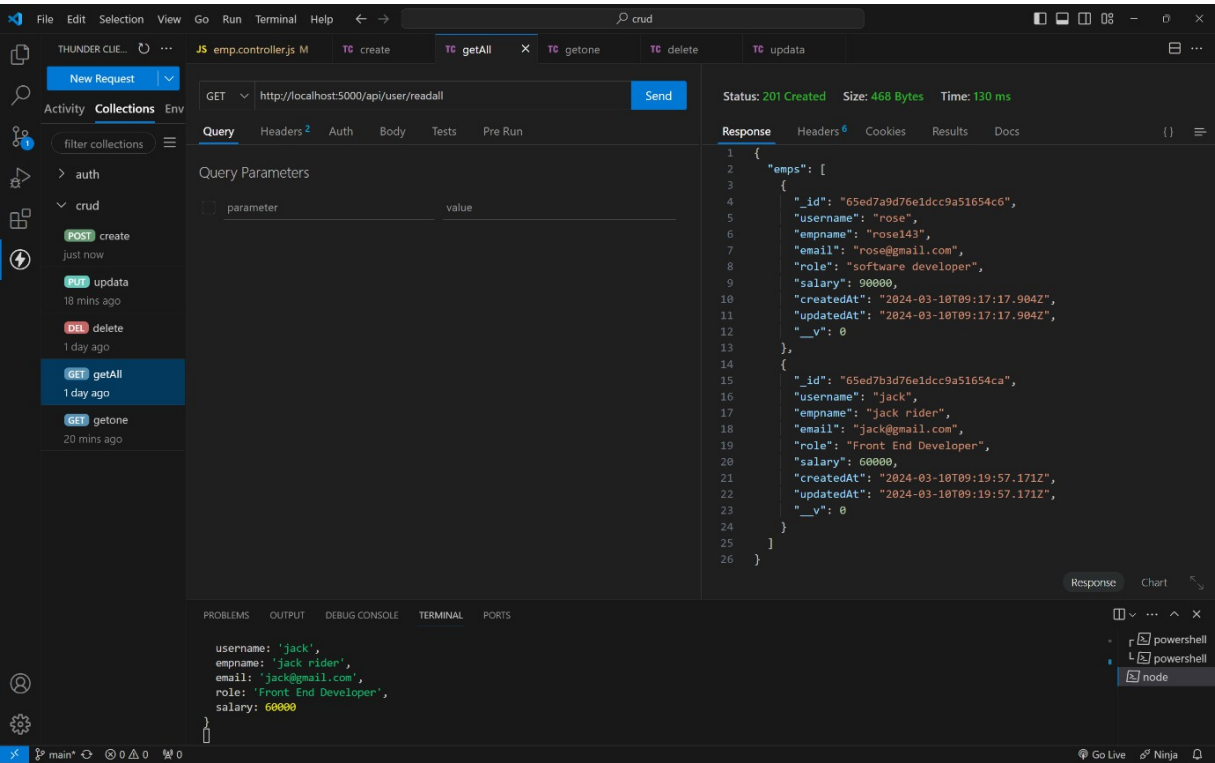 File Edit Selection View Go Run Terminal Help ← → crud
THUNDER CLIE... ···
New Request
Activity Collections Env
filter collections
> auth
crud
POST create
just now
PUT updata
18 mins ago
DEL delete
1 day ago
GET getAll
1 day ago
GET getone
20 mins ago
JS emp.controller.js M TC create TC getAll × TC getone TC delete TC updata ···
GET http://localhost:5000/api/user/readall Send
Query Headers 2 Auth Body Tests Pre Run
Query Parameters
parameter value
Status: 201 Created Size: 468 Bytes Time: 130 ms
Response Headers 6 Cookies Results Docs {}
1 {
2 "emps": [
3 {
4 "_id": "65ed7a9d76e1dcc9a51654c6",
5 "username": "rose",
6 "empname": "rose143",
7 "email": "rose@gmail.com",
8 "role": "software developer",
9 "salary": 90000,
10 "createdAt": "2024-03-10T09:17:17.904Z",
11 "updatedAt": "2024-03-10T09:17:17.904Z",
12 "__v": 0
13 },
14 {
15 "_id": "65ed7b3d76e1dcc9a51654ca",
16 "username": "jack",
17 "empname": "jack rider",
18 "email": "jack@gmail.com",
19 "role": "Front End Developer",
20 "salary": 60000,
21 "createdAt": "2024-03-10T09:19:57.171Z",
22 "updatedAt": "2024-03-10T09:19:57.171Z",
23 "__v": 0
24 }
25 ]
26 }
Response Chart
PROBLEMS OUTPUT DEBUG CONSOLE TERMINAL PORTS
username: 'jack',
empname: 'jack rider',
email: 'jack@gmail.com',
role: 'Front End Developer',
salary: 60000
}
powershell
powershell
node
main* 0 0 0 Go Live Ninja